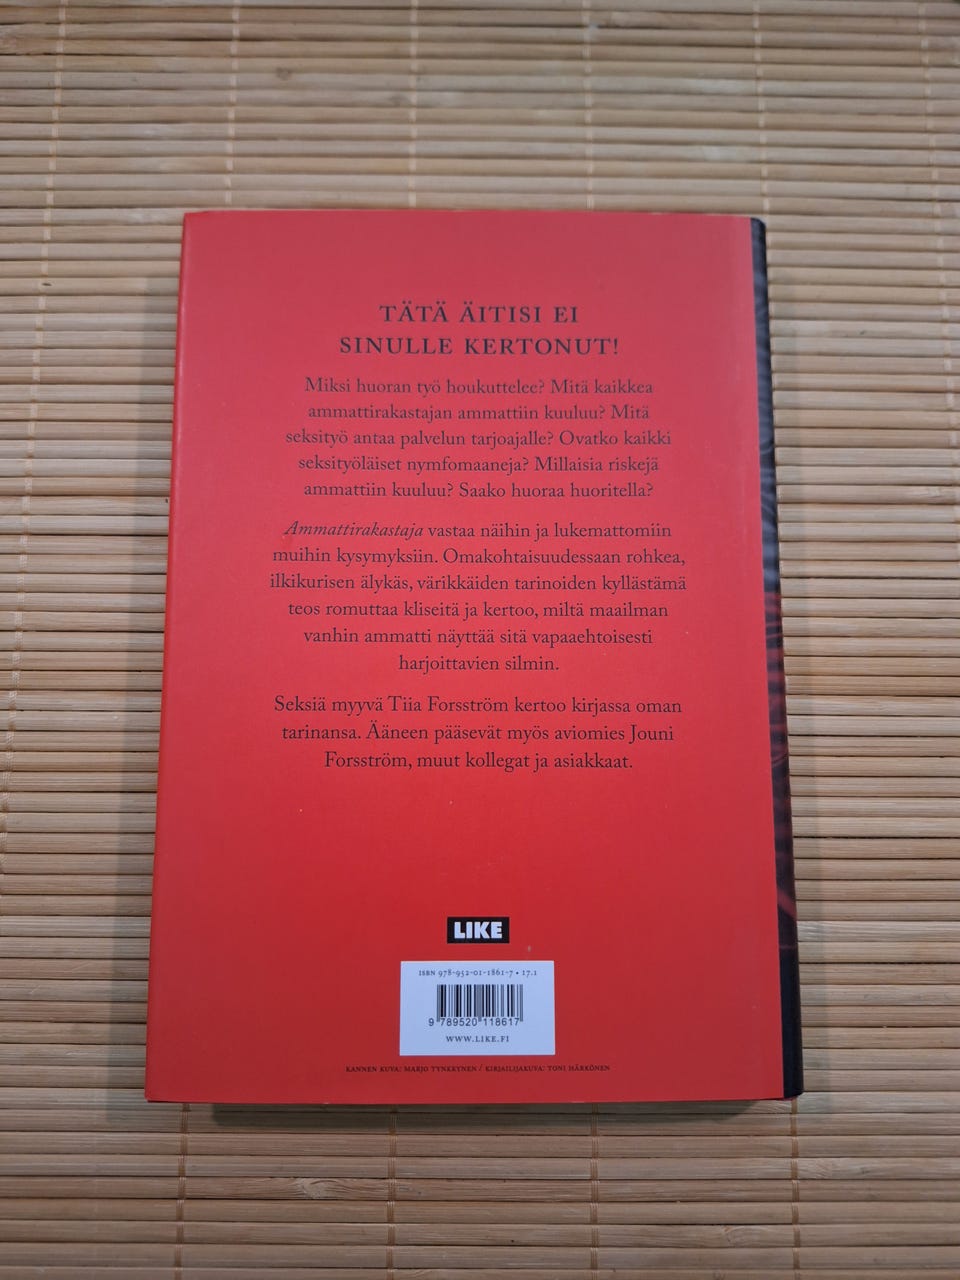 TÄTÄ ÄITISI EI
SINULLE KERTONUT!
Miksi huoran työ houkuttelee? Mitä kaikkea
ammattirakastajan ammattiin kuuluu? Mitä
seksityö antaa palvelun tarjoajalle? Ovatko kaikki
seksityöläiset nymfomaaneja? Millaisia riskejä
ammattiin kuuluu? Saako huoraa huoritella?
Ammattirakastaja vastaa näihin ja lukemattomiin
muihin kysymyksiin. Omakohtaisuudessaan rohkea,
ilkikurisen älykäs, värikkäiden tarinoiden kyllästämä
teos romuttaa kliseitä ja kertoo, miltä maailman
vanhin ammatti näyttää sitä vapaaehtoisesti
harjoittavien silmin.
Seksiä myyvä Tiia Forsström kertoo kirjassa oman
tarinansa. Ääneen pääsevät myös aviomies Jouni
Forsström, muut kollegat ja asiakkaat.
LIKE
ISBN 978-952-01-1861-7 • 17.1
9 789520 118617
WWW.LIKE.FI
KANNEN KUVA: MARJO TYNKKYNEN / KIRJAILIJAKUVA: TONI HÄRKÖNEN